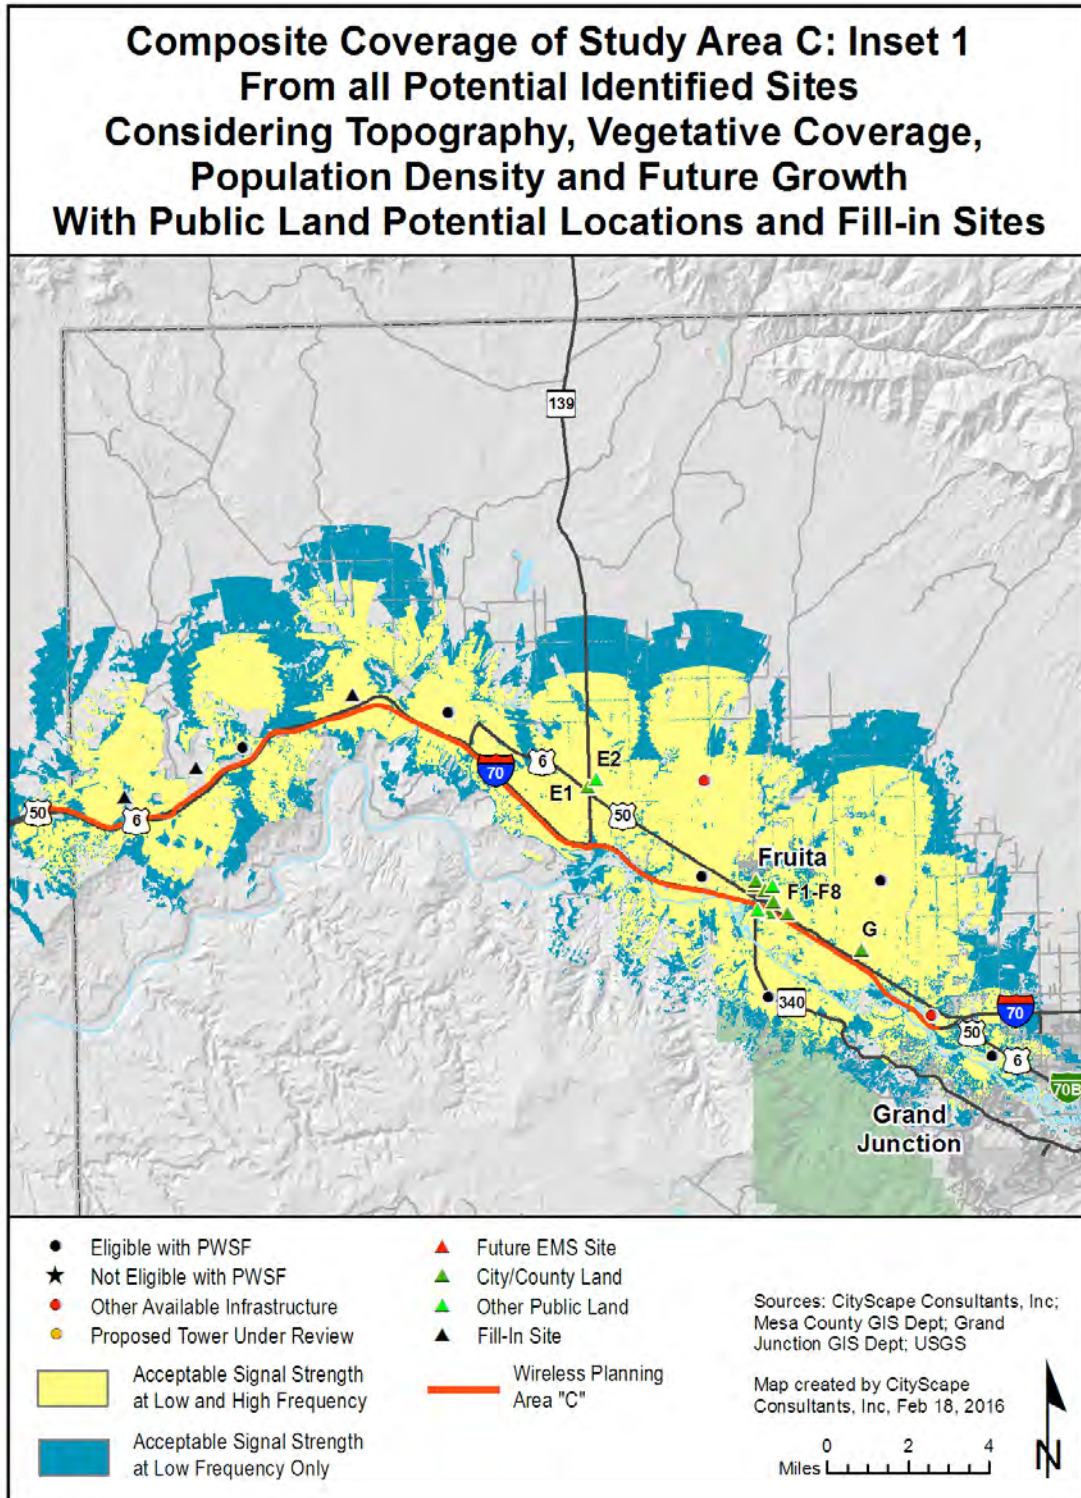 Composite Coverage of Study Area C: Inset 1
From all Potential Identified Sites
Considering Topography, Vegetative Coverage,
Population Density and Future Growth
With Public Land Potential Locations and Fill-in Sites
139
E2
6
70
E1
50
50
6
Fruita
F1-F8
G
340
70
50
6
70B
Grand
Junction
Eligible with PWSF
Not Eligible with PWSF
Other Available Infrastructure
Proposed Tower Under Review
Acceptable Signal Strength
at Low and High Frequency
Acceptable Signal Strength
at Low Frequency Only
Future EMS Site
City/County Land
Other Public Land
Fill-In Site
Wireless Planning
Area "C"
Sources: CityScape Consultants, Inc;
Mesa County GIS Dept; Grand
Junction GIS Dept; USGS
Map created by CityScape
Consultants, Inc, Feb 18, 2016
0 2 4
Miles
N